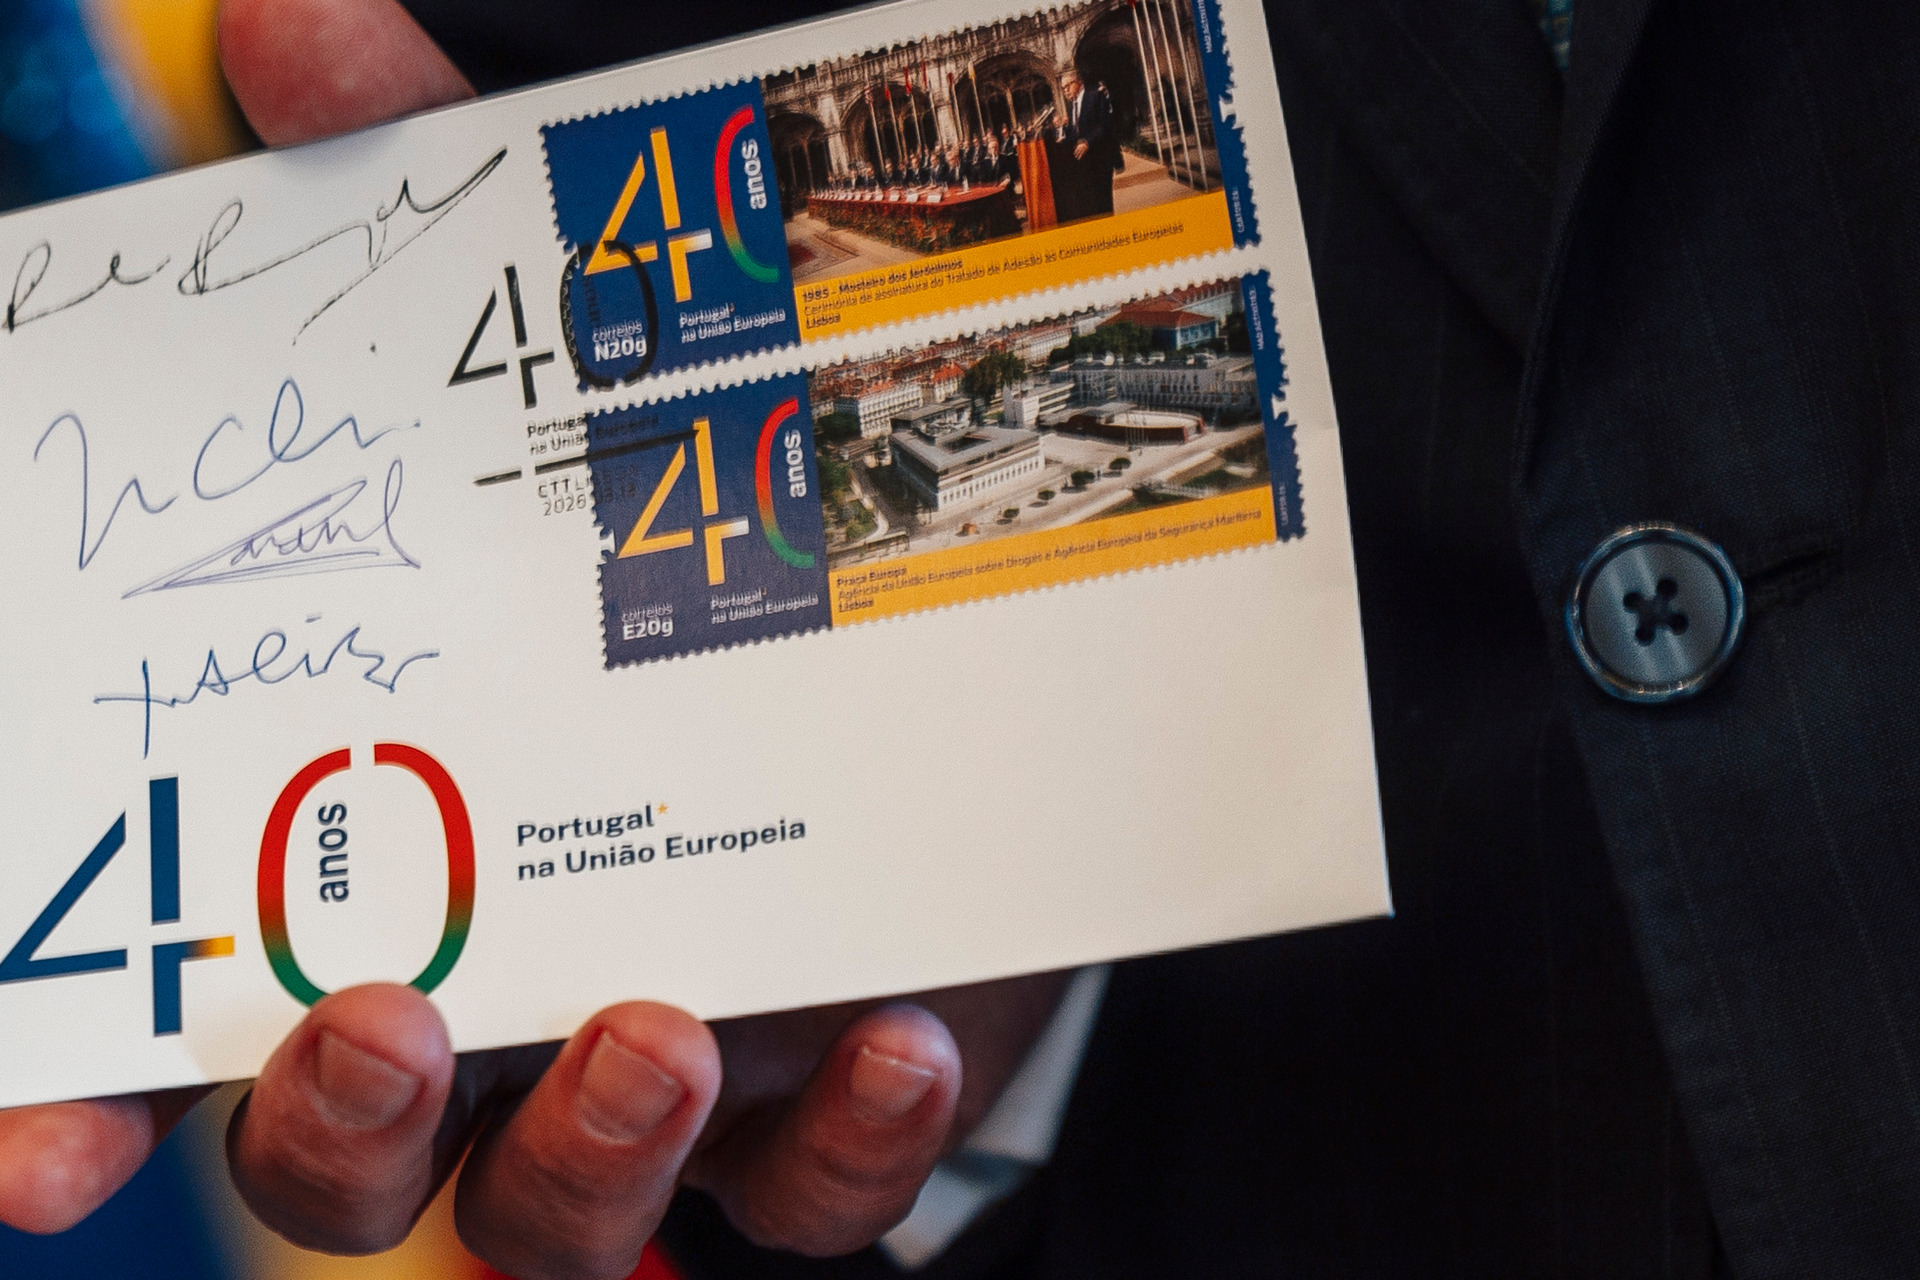 40 anos
correios
N20g
Portugal*
na União Europeia
1985 - Mosteiro dos Jerónimos
Cerimónia de assinatura do Tratado de Adesão às Comunidades Europeias
Lisboa
40
Portugal
na União Europeia
CTT
2026
40 anos
correios
E20g
Portugal*
na União Europeia
Praça Europa
Agência da União Europeia sobre Drogas e Agência Europeia da Segurança Marítima
Lisboa
40 anos
Portugal*
na União Europeia